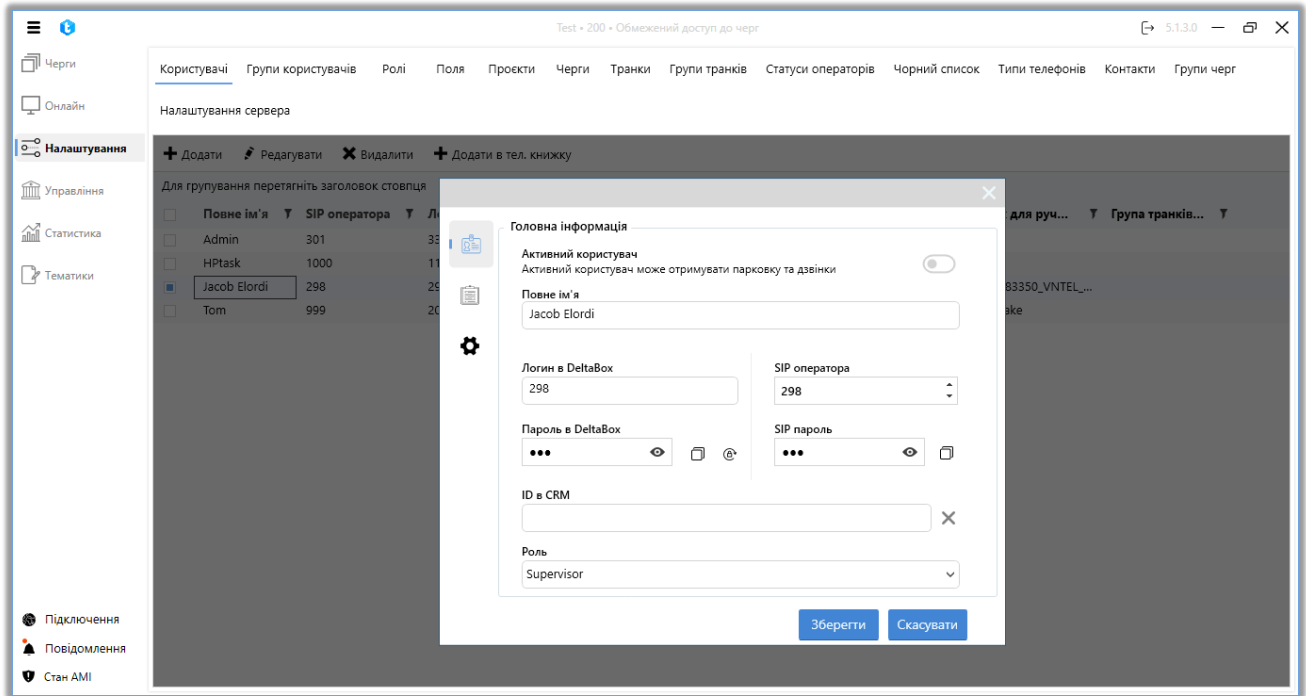 Test • 200 • Обмежений доступ до черг
5.1.3.0
Черги
Онлайн
Налаштування
Управління
Статистика
Тематики
Підключення
Повідомлення
Стан AMI
Користувачі Групи користувачів Ролі Поля Проєкти Черги Транки Групи транків Статуси операторів Чорний список Типи телефонів Контакти Групи черг
Налаштування сервера
Додати Редагувати Видалити Додати в тел. книжку
Для групування перетягніть заголовок стовпця
Повне ім'я SIP оператора для руч... Група транків...
Admin 301
HPtask 1000
Jacob Elordi 298 83350_VNTEL_...
Tom 999
Головна інформація
Активний користувач
Активний користувач може отримувати парковку та дзвінки
Повне ім'я
Jacob Elordi
Логин в DeltaBox SIP оператора
298 298
Пароль в DeltaBox SIP пароль
ID в CRM
Роль
Supervisor
Зберегти Скасувати